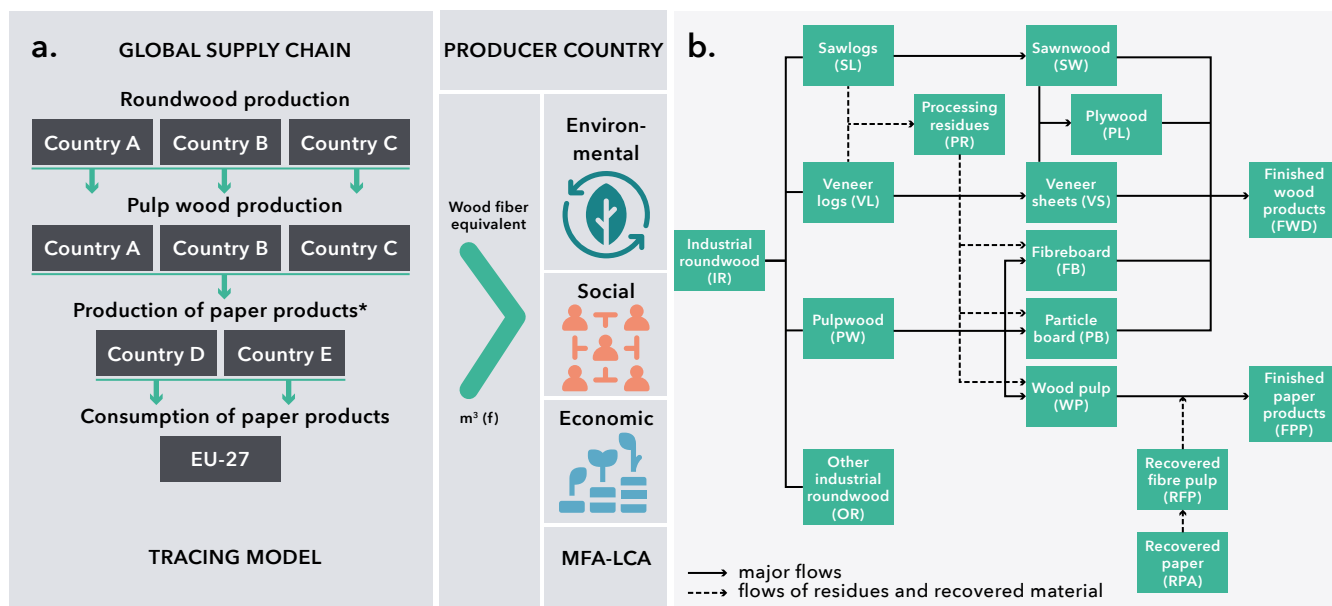 a.
GLOBAL SUPPLY CHAIN
Roundwood production
Country A
Country B
Country C
Pulp wood production
Country A
Country B
Country C
Production of paper products*
Country D
Country E
Consumption of paper products
EU-27
TRACING MODEL
PRODUCER COUNTRY
Wood fiber
equivalent
m³ (f)
Environ-
mental
Social
Economic
MFA-LCA
b.
Industrial
roundwood
(IR)
Sawlogs
(SL)
Veneer
logs (VL)
Pulpwood
(PW)
Other
industrial
roundwood
(OR)
Processing
residues
(PR)
Sawnwood
(SW)
Plywood
(PL)
Veneer
sheets (VS)
Fibreboard
(FB)
Particle
board (PB)
Wood pulp
(WP)
Recovered
fibre pulp
(RFP)
Recovered
paper
(RPA)
Finished
wood
products
(FWD)
Finished
paper
products
(FPP)
major flows
flows of residues and recovered material